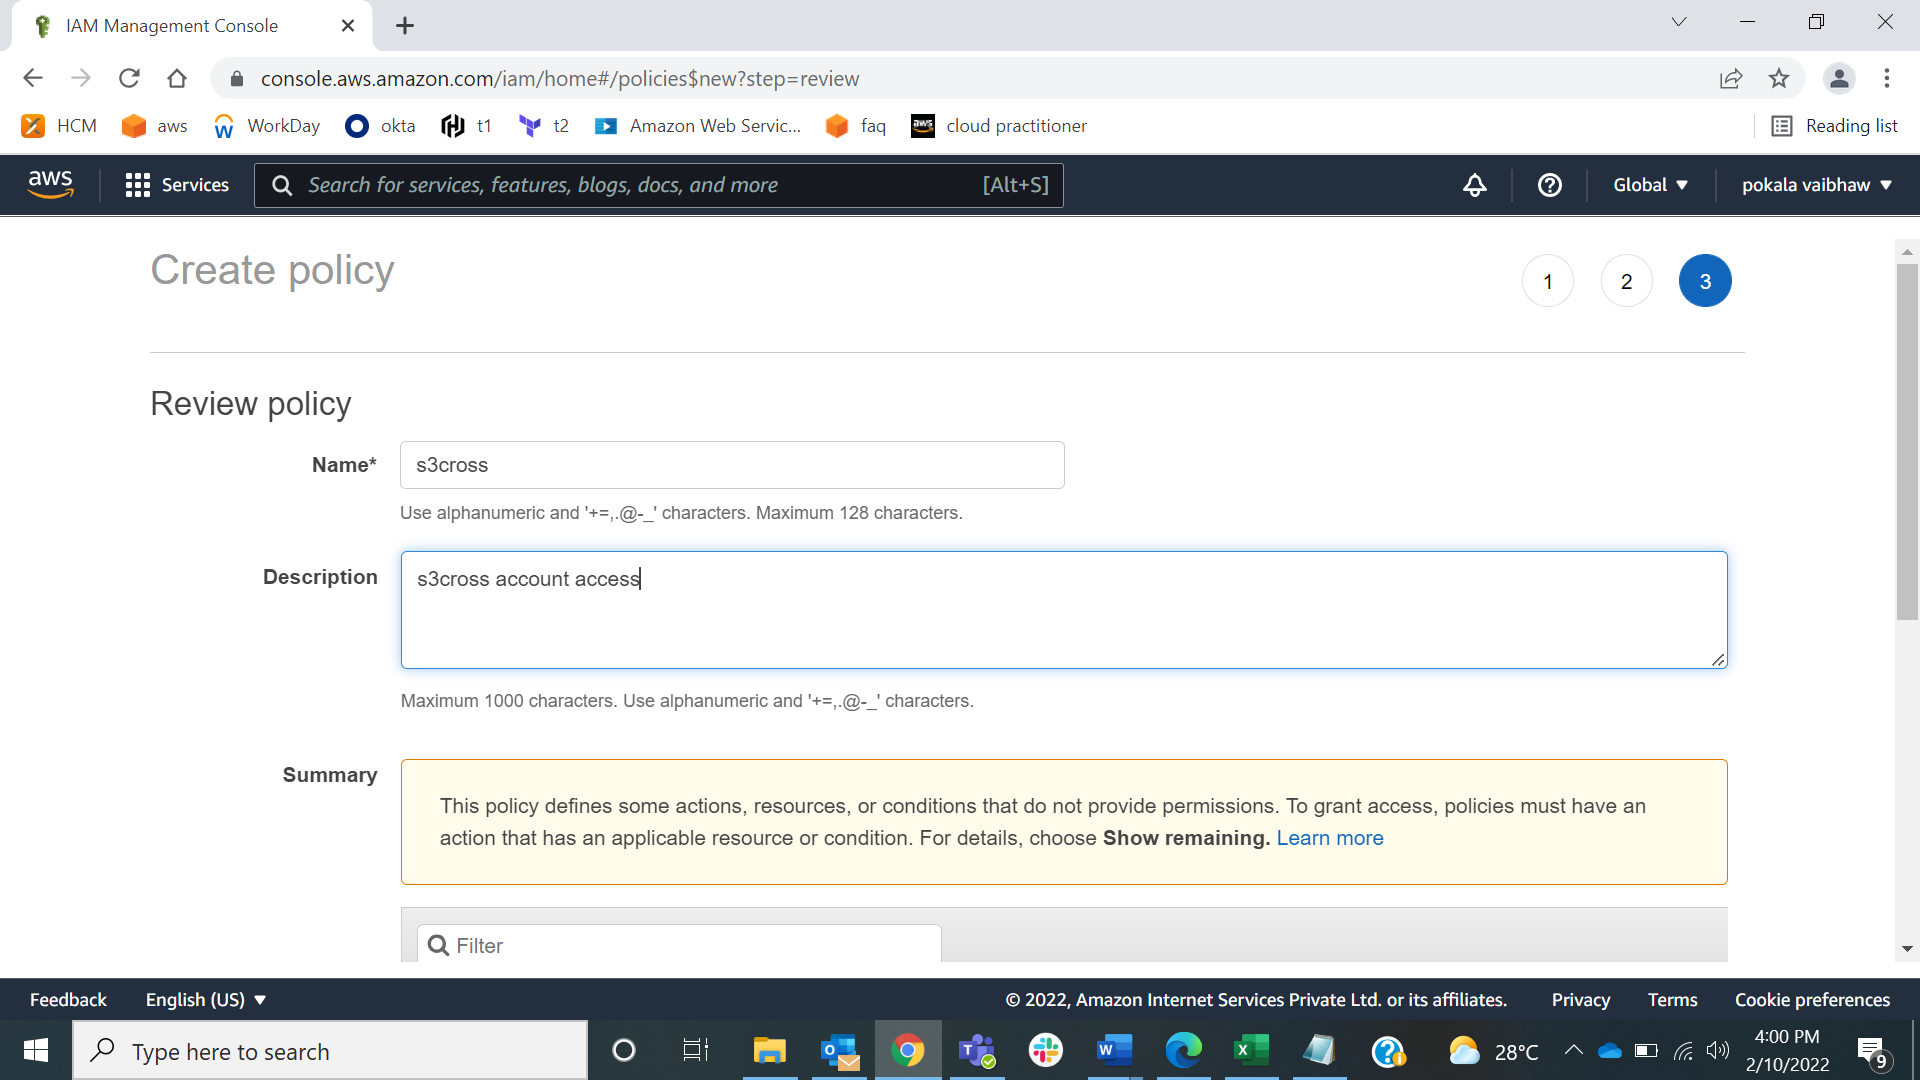 IAM Management Console
console.aws.amazon.com/iam/home#/policies$new?step=review
HCM aws WorkDay okta t1 t2 Amazon Web Servic... faq aws cloud practitioner Reading list
aws Services Search for services, features, blogs, docs, and more [Alt+S] Global pokala vaibhaw
Create policy 1 2 3
Review policy
Name* s3cross
Use alphanumeric and '+=,.@-_' characters. Maximum 128 characters.
Description s3cross account access
Maximum 1000 characters. Use alphanumeric and '+=,.@-_' characters.
Summary
This policy defines some actions, resources, or conditions that do not provide permissions. To grant access, policies must have an
action that has an applicable resource or condition. For details, choose Show remaining. Learn more
Filter
Feedback English (US) © 2022, Amazon Internet Services Private Ltd. or its affiliates. Privacy Terms Cookie preferences
Type here to search 28°C 4:00 PM
2/10/2022 9